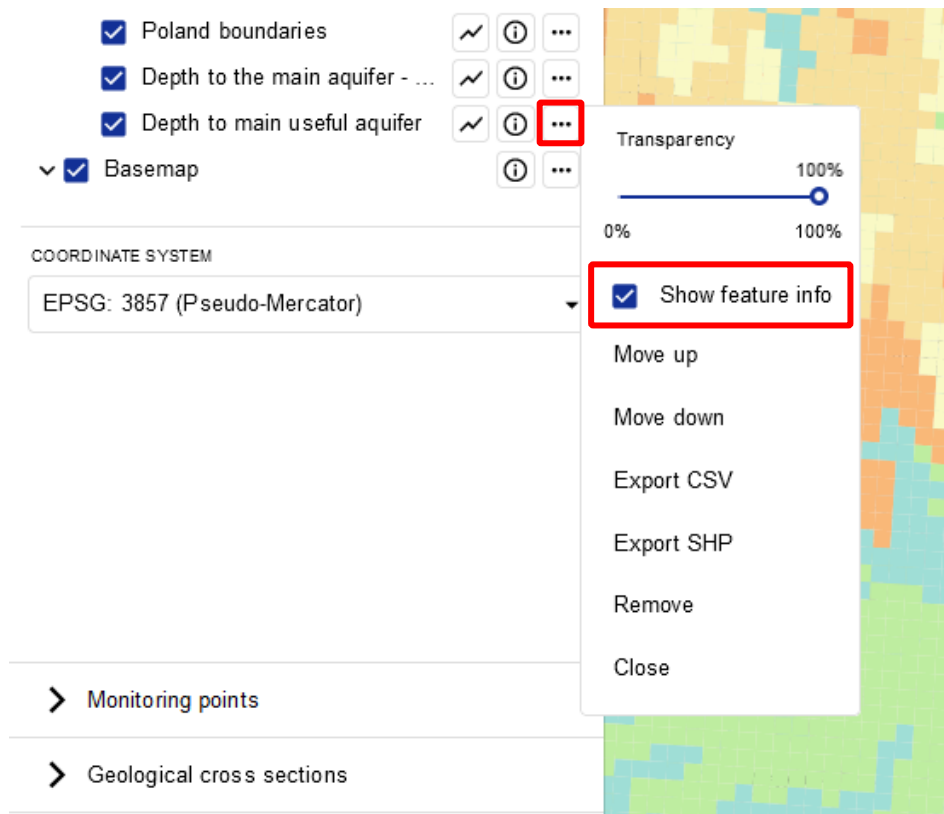 Poland boundaries
Depth to the main aquifer - ...
Depth to main useful aquifer
Basemap
Transparency
100%
0%
100%
COORDINATE SYSTEM
EPSG: 3857 (Pseudo-Mercator)
Show feature info
Move up
Move down
Export CSV
Export SHP
Remove
Close
Monitoring points
Geological cross sections